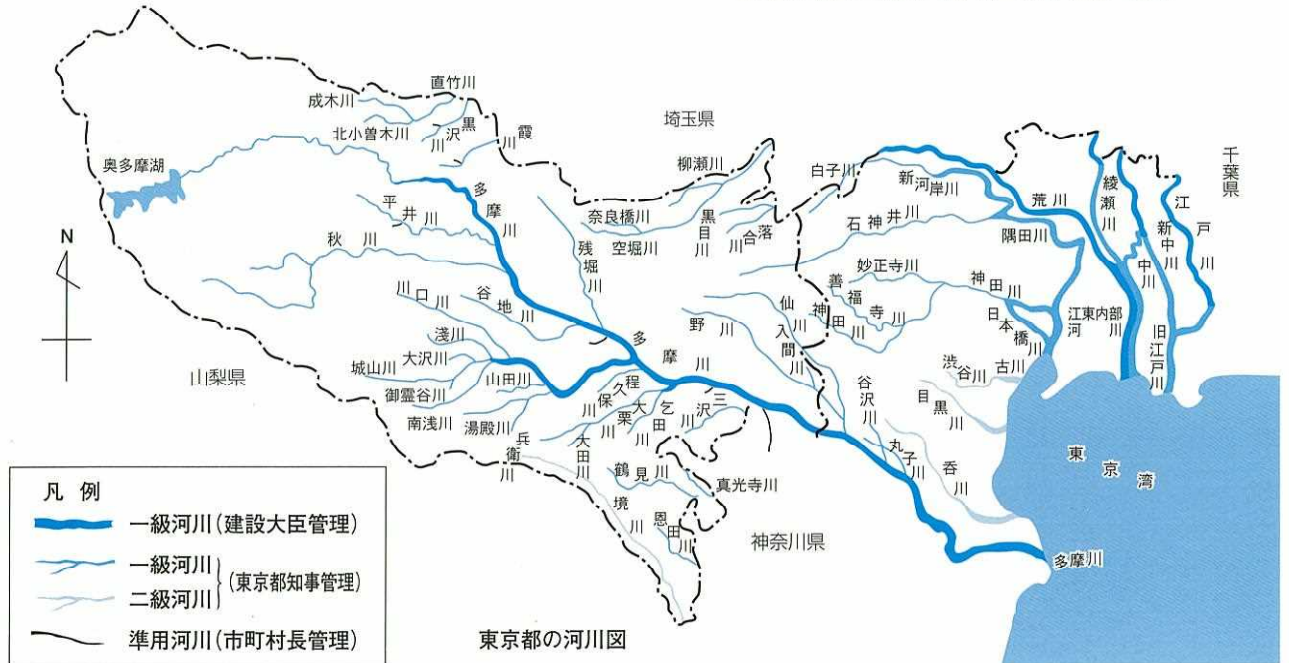 直竹川
成木川
北小曽木川
黒沢川
霞川
埼玉県
千葉県
奥多摩湖
多摩川
平井川
秋川
柳瀬川
奈良橋川
空堀川
黒目川
落合川
白子川
新河岸川
荒川
綾瀬川
江戸川
新中川
中川
隅田川
石神井川
残堀川
妙正寺川
善福寺川
神田川
神田川
日本橋川
江東内部河川
旧江戸川
N
川口川
谷地川
野川
仙川
入間川
多摩川
浅川
大沢川
城山川
山田川
御霊谷川
南浅川
湯殿川
山梨県
程久保川
大栗川
乞田川
三沢川
谷沢川
丸子川
渋谷川
古川
目黒川
呑川
東京湾
兵衛川
大田川
鶴見川
真光寺川
境川
恩田川
神奈川県
多摩川
凡例
一級河川(建設大臣管理)
一級河川
二級河川
(東京都知事管理)
準用河川(市町村長管理)
東京都の河川図